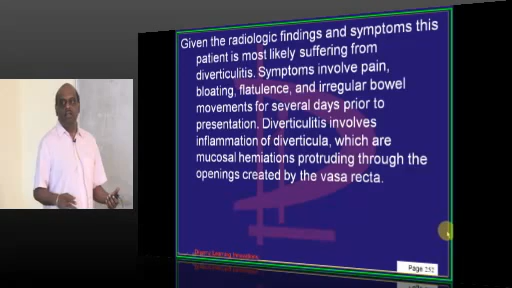 Given the radiologic findings and symptoms this
patient is most likely suffering from
diverticulitis. Symptoms involve pain,
bloating, flatulence, and irregular bowel
movements for several days prior to
presentation. Diverticulitis involves
inflammation of diverticula, which are
mucosal hemiations protruding through the
openings created by the vasa recta.
Page 252